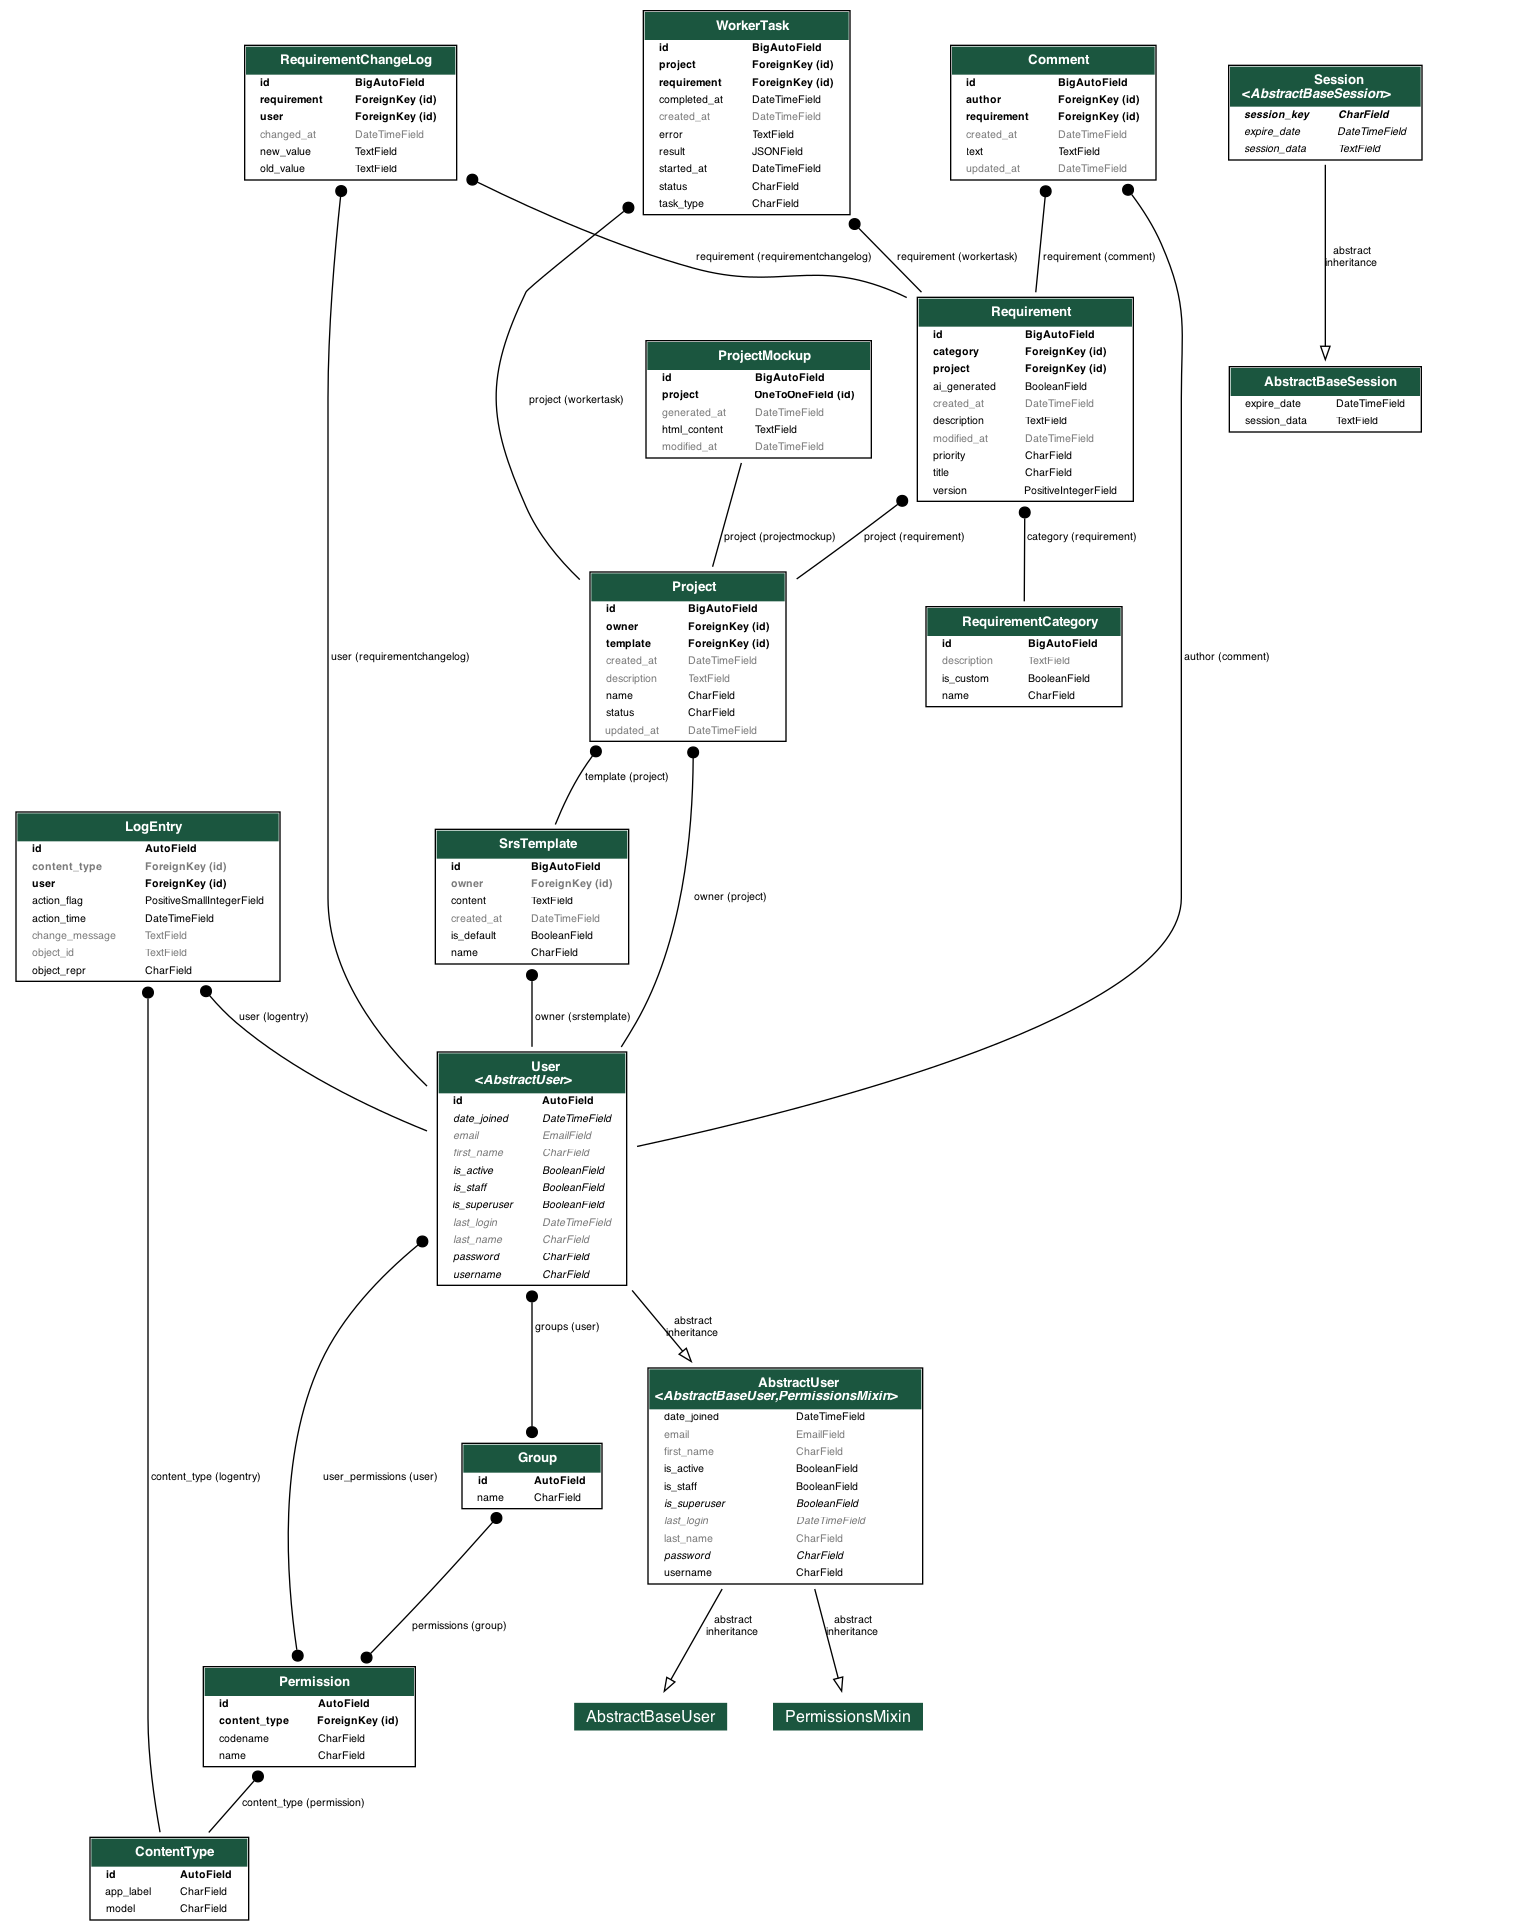 WorkerTask
id BigAutoField
project ForeignKey (id)
requirement ForeignKey (id)
completed_at DateTimeField
created_at DateTimeField
error TextField
result JSONField
started_at DateTimeField
status CharField
task_type CharField
RequirementChangeLog
id BigAutoField
requirement ForeignKey (id)
user ForeignKey (id)
changed_at DateTimeField
new_value TextField
old_value TextField
Comment
id BigAutoField
author ForeignKey (id)
requirement ForeignKey (id)
created_at DateTimeField
text TextField
updated_at DateTimeField
Session
<AbstractBaseSession>
session_key CharField
expire_date DateTimeField
session_data TextField
requirement (requirementchangelog)
requirement (workertask)
requirement (comment)
abstract
inheritance
Requirement
id BigAutoField
category ForeignKey (id)
project ForeignKey (id)
ai_generated BooleanField
created_at DateTimeField
description TextField
modified_at DateTimeField
priority CharField
title CharField
version PositiveIntegerField
ProjectMockup
id BigAutoField
project OneToOneField (id)
generated_at DateTimeField
html_content TextField
modified_at DateTimeField
AbstractBaseSession
expire_date DateTimeField
session_data TextField
project (workertask)
project (projectmockup)
project (requirement)
category (requirement)
Project
id BigAutoField
owner ForeignKey (id)
template ForeignKey (id)
created_at DateTimeField
description TextField
name CharField
status CharField
updated_at DateTimeField
RequirementCategory
id BigAutoField
description TextField
is_custom BooleanField
name CharField
user (requirementchangelog)
author (comment)
template (project)
LogEntry
id AutoField
content_type ForeignKey (id)
user ForeignKey (id)
action_flag PositiveSmallIntegerField
action_time DateTimeField
change_message TextField
object_id TextField
object_repr CharField
SrsTemplate
id BigAutoField
owner ForeignKey (id)
content TextField
created_at DateTimeField
is_default BooleanField
name CharField
owner (project)
user (logentry)
owner (srstemplate)
User
<AbstractUser>
id AutoField
date_joined DateTimeField
email EmailField
first_name CharField
is_active BooleanField
is_staff BooleanField
is_superuser BooleanField
last_login DateTimeField
last_name CharField
password CharField
username CharField
groups (user)
abstract
inheritance
AbstractUser
<AbstractBaseUser,PermissionsMixin>
date_joined DateTimeField
email EmailField
first_name CharField
is_active BooleanField
is_staff BooleanField
is_superuser BooleanField
last_login DateTimeField
last_name CharField
password CharField
username CharField
Group
id AutoField
name CharField
content_type (logentry)
user_permissions (user)
permissions (group)
abstract
inheritance
abstract
inheritance
Permission
id AutoField
content_type ForeignKey (id)
codename CharField
name CharField
AbstractBaseUser
PermissionsMixin
content_type (permission)
ContentType
id AutoField
app_label CharField
model CharField